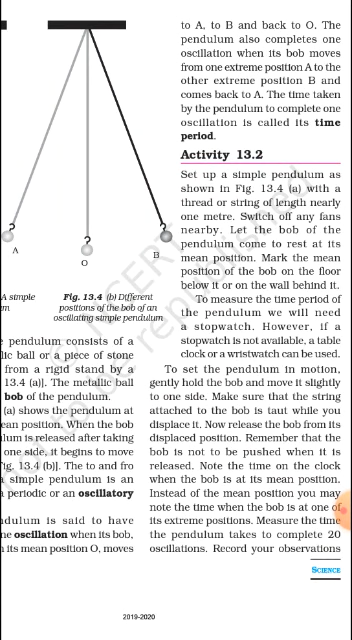 A
O
B
A simple
Fig. 13.4 (b) Different
positions of the bob of an
oscillating simple pendulum
pendulum consists of a
ball or a piece of stone
from a rigid stand by a
13.4 (a)]. The metallic ball
bob of the pendulum.
(a) shows the pendulum at
position. When the bob
is released after taking
one side, it begins to move
13.4 (b)]. The to and fro
simple pendulum is an
periodic or an oscillatory
is said to have
oscillation when its bob,
its mean position O, moves
to A, to B and back to O. The
pendulum also completes one
oscillation when its bob moves
from one extreme position A to the
other extreme position B and
comes back to A. The time taken
by the pendulum to complete one
oscillation is called its time
period.
Activity 13.2
Set up a simple pendulum as
shown in Fig. 13.4 (a) with a
thread or string of length nearly
one metre. Switch off any fans
nearby. Let the bob of the
pendulum come to rest at its
mean position. Mark the mean
position of the bob on the floor
below it or on the wall behind it.
To measure the time period of
the pendulum we will need
a stopwatch. However, if a
stopwatch is not available, a table
clock or a wristwatch can be used.
To set the pendulum in motion,
gently hold the bob and move it slightly
to one side. Make sure that the string
attached to the bob is taut while you
displace it. Now release the bob from its
displaced position. Remember that the
bob is not to be pushed when it is
released. Note the time on the clock
when the bob is at its mean position.
Instead of the mean position you may
note the time when the bob is at one of
its extreme positions. Measure the time
the pendulum takes to complete 20
oscillations. Record your observations
SCIENCE
2019-2020